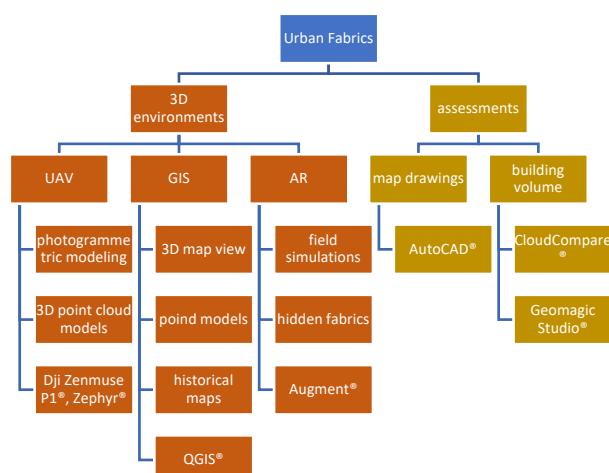 Urban Fabrics
3D
environments
assessments
UAV
GIS
AR
map drawings
building
volume
photogramme
tric modeling
3D map view
field
simulations
AutoCAD®
CloudCompare
®
3D point cloud
models
poind models
hidden fabrics
Geomagic
Studio®
Dji Zenmuse
P1®, Zephyr®
historical
maps
Augment®
QGIS®